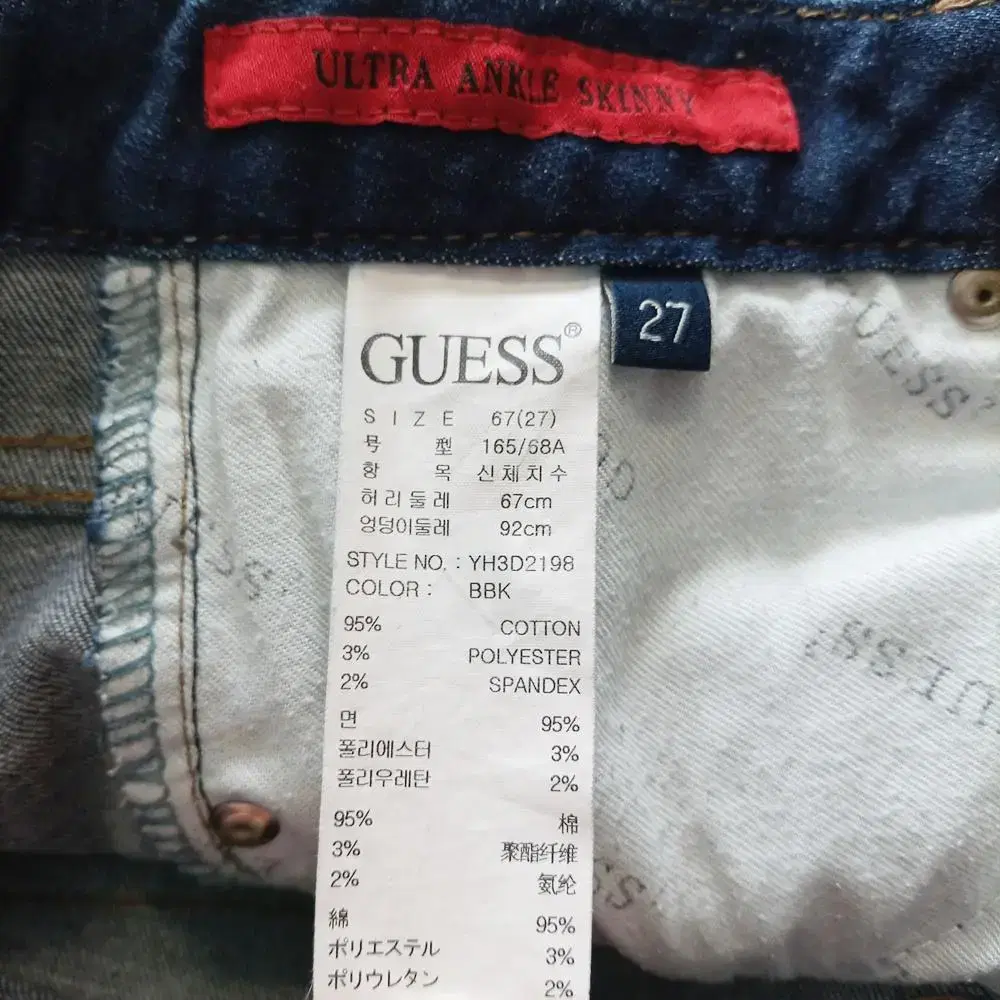 ULTRA ANKLE SKINNY
27
GUESS®
SIZE 67(27)
号 型 165/68A
항 목 신체치수
허리둘레 67cm
엉덩이둘레 92cm
STYLE NO. : YH3D2198
COLOR : BBK
95% COTTON
3% POLYESTER
2% SPANDEX
면 95%
폴리에스터 3%
폴리우레탄 2%
95% 棉
3% 聚酯纤维
2% 氨纶
綿 95%
ポリエステル 3%
ポリウレタン 2%